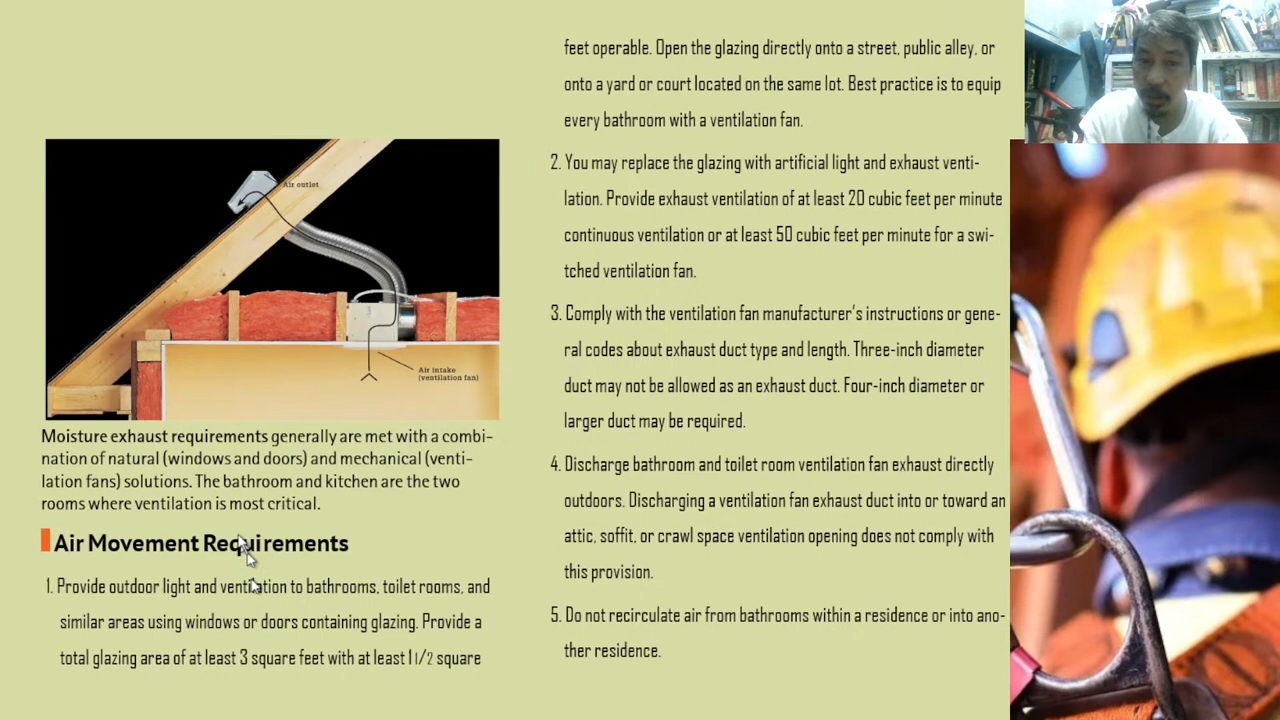 Air outlet
Air intake
(ventilation fan)
Moisture exhaust requirements generally are met with a combi-
nation of natural (windows and doors) and mechanical (venti-
lation fans) solutions. The bathroom and kitchen are the two
rooms where ventilation is most critical.
Air Movement Requirements
1. Provide outdoor light and ventilation to bathrooms, toilet rooms, and
similar areas using windows or doors containing glazing. Provide a
total glazing area of at least 3 square feet with at least 1 1/2 square
feet operable. Open the glazing directly onto a street, public alley, or
onto a yard or court located on the same lot. Best practice is to equip
every bathroom with a ventilation fan.
2. You may replace the glazing with artificial light and exhaust venti-
lation. Provide exhaust ventilation of at least 20 cubic feet per minute
continuous ventilation or at least 50 cubic feet per minute for a swi-
tched ventilation fan.
3. Comply with the ventilation fan manufacturer's instructions or gene-
ral codes about exhaust duct type and length. Three-inch diameter
duct may not be allowed as an exhaust duct. Four-inch diameter or
larger duct may be required.
4. Discharge bathroom and toilet room ventilation fan exhaust directly
outdoors. Discharging a ventilation fan exhaust duct into or toward an
attic, soffit, or crawl space ventilation opening does not comply with
this provision.
5. Do not recirculate air from bathrooms within a residence or into ano-
ther residence.